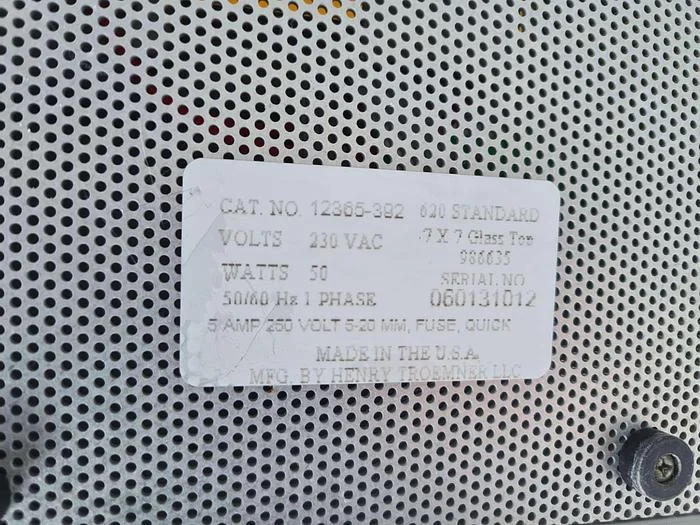 CAT. NO. 12365-392 620 STANDARD
VOLTS 230 VAC 7 X 7 Glass Top
986635
WATTS 50 SERIAL NO
50/60 Hz 1 PHASE 060131012
5 AMP 250 VOLT 5-20 MM, FUSE, QUICK
MADE IN THE U.S.A.
MFG. BY HENRY TROEMNER LLC